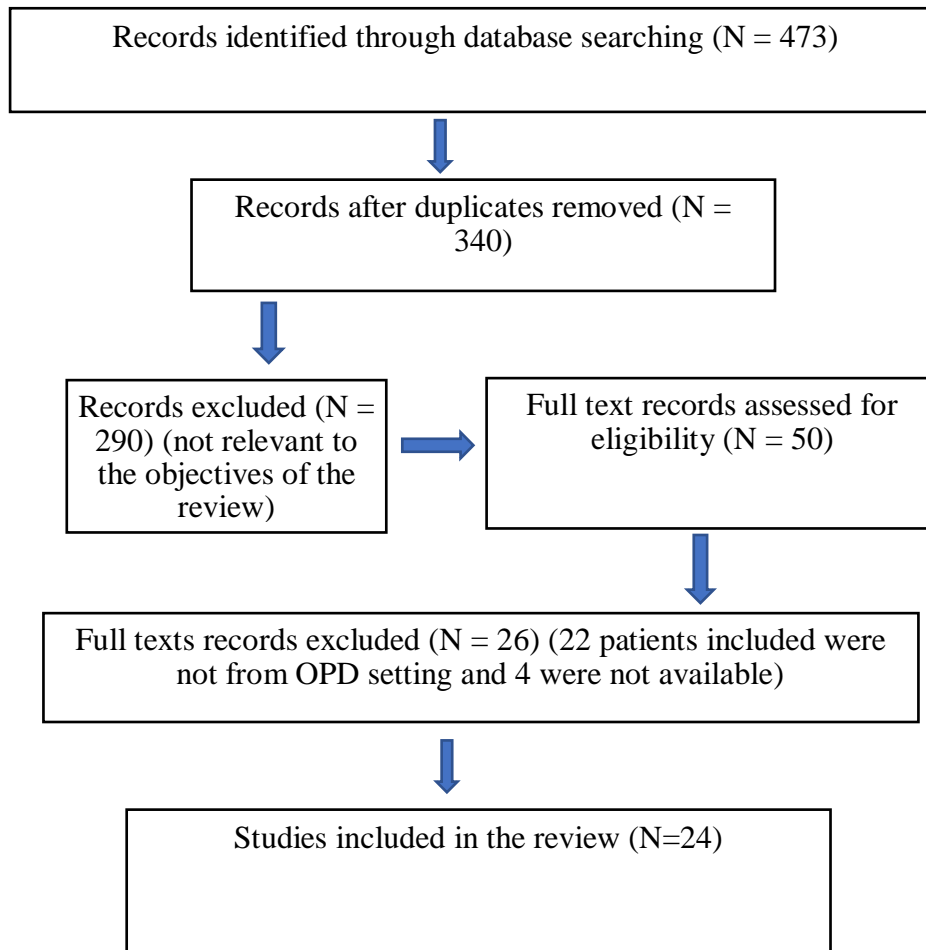 Records identified through database searching (N = 473)
Records after duplicates removed (N =
340)
Records excluded (N =
290) (not relevant to
the objectives of the
review)
Full text records assessed for
eligibility (N = 50)
Full texts records excluded (N = 26) (22 patients included were
not from OPD setting and 4 were not available)
Studies included in the review (N=24)